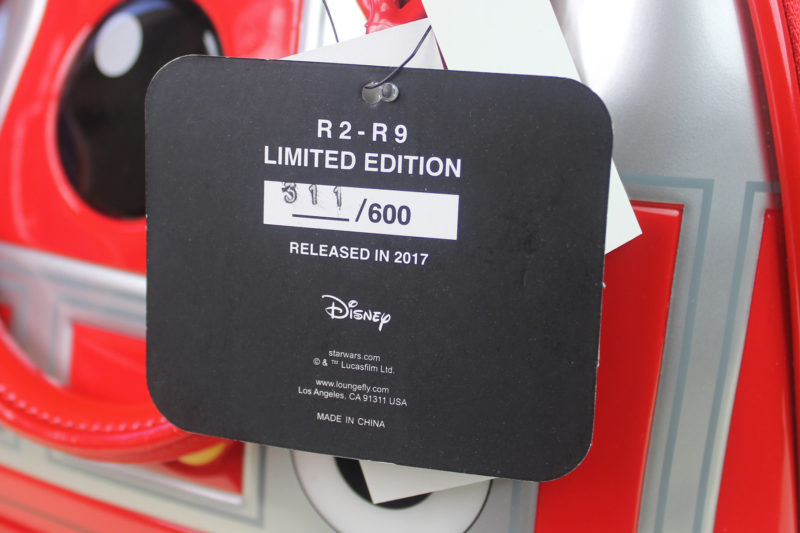 R2-R9
LIMITED EDITION
311/600
RELEASED IN 2017
Disney
starwars.com
© & ™ Lucasfilm Ltd.
www.loungefly.com
Los Angeles, CA 91311 USA
MADE IN CHINA